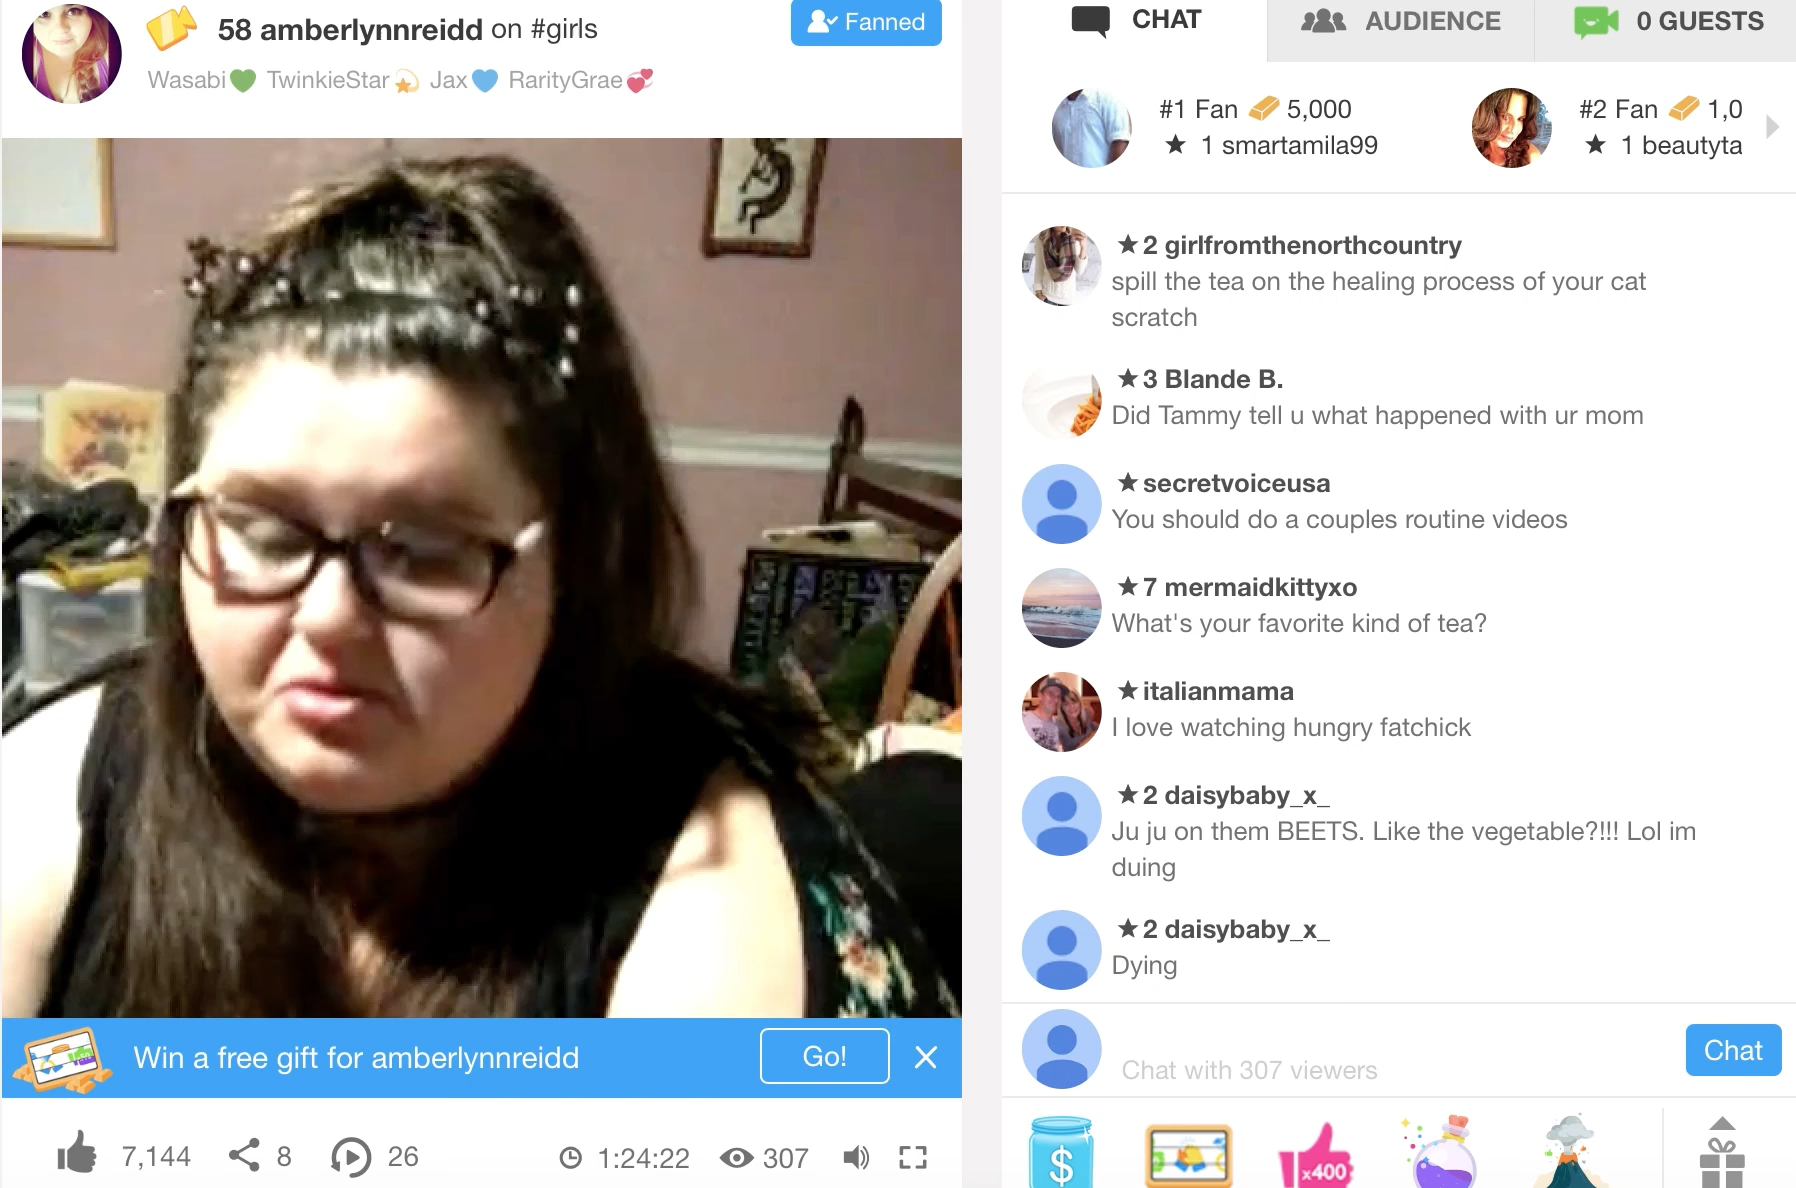 58 amberlynnreidd on #girls
Fanned
Wasabi💚 TwinkieStar💫 Jax💙 RarityGrae💞
CHAT
AUDIENCE
0 GUESTS
#1 Fan 5,000
★ 1 smartamila99
#2 Fan 1,0
★ 1 beautyta
★2 girlfromthenorthcountry
spill the tea on the healing process of your cat
scratch
★3 Blande B.
Did Tammy tell u what happened with ur mom
★secretvoiceusa
You should do a couples routine videos
★7 mermaidkittyxo
What's your favorite kind of tea?
★italianmama
I love watching hungry fatchick
★2 daisybaby_x_
Ju ju on them BEETS. Like the vegetable?!!! Lol im
duing
★2 daisybaby_x_
Dying
Chat with 307 viewers
Chat
Win a free gift for amberlynnreidd
Go!
7,144
8
26
1:24:22
307
$
x400